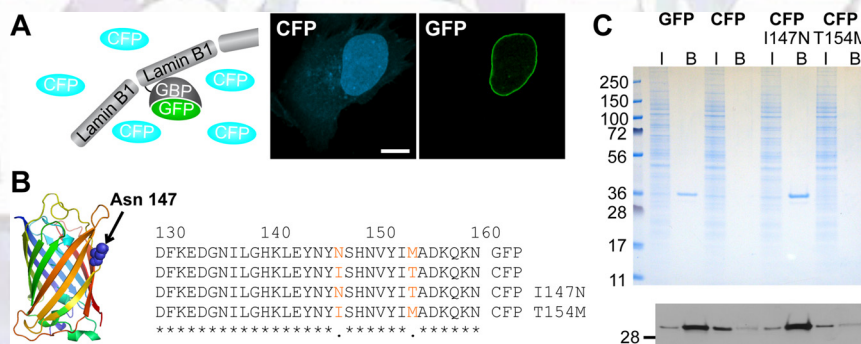 A
CFP
CFP
CFP
CFP
CFP
Lamin B1
Lamin B1
GBP
GFP
CFP
GFP
B
Asn 147
130 140 150 160
DFKEDGNILGHKLEYNYNSHNVYIMADKQKN GFP
DFKEDGNILGHKLEYNYISHNVYITADKQKN CFP
DFKEDGNILGHKLEYNYNSHNVYITADKQKN CFP I147N
DFKEDGNILGHKLEYNYISHNVYIMADKQKN CFP T154M
*****************.******.******
C
GFP CFP CFP CFP
I147N T154M
I B I B I B I B
250
150
100
72
56
36
28
17
11
28